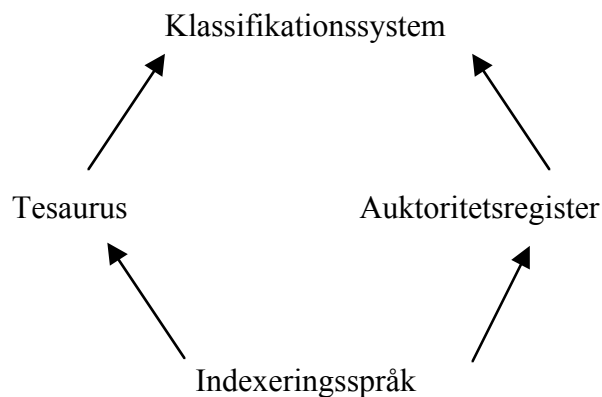 Klassifikationssystem
Tesaurus
Auktoritetsregister
Indexeringsspråk